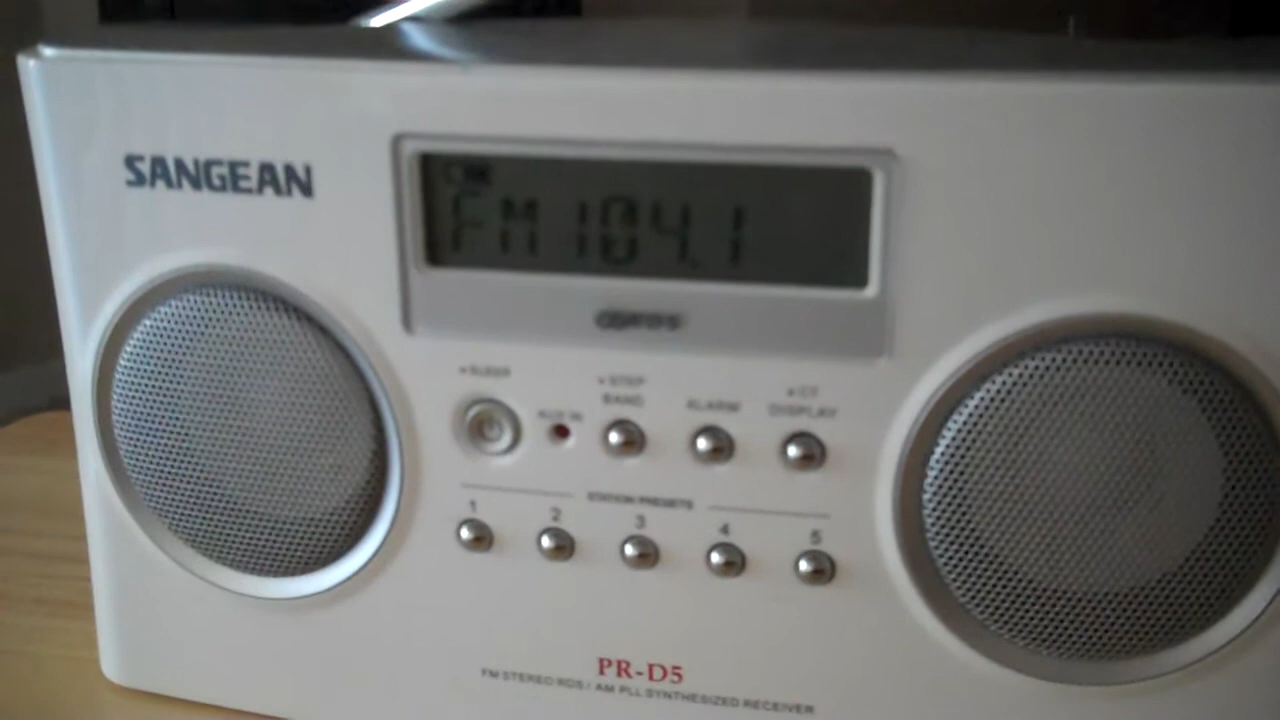 SANGEAN
FM 104.1
RDS
• SLEEP
AUX IN
• STEP
BAND
ALARM
• CT
DISPLAY
STATION PRESETS
1 2 3 4 5
PR-D5
FM STEREO RDS / AM PLL SYNTHESIZED RECEIVER